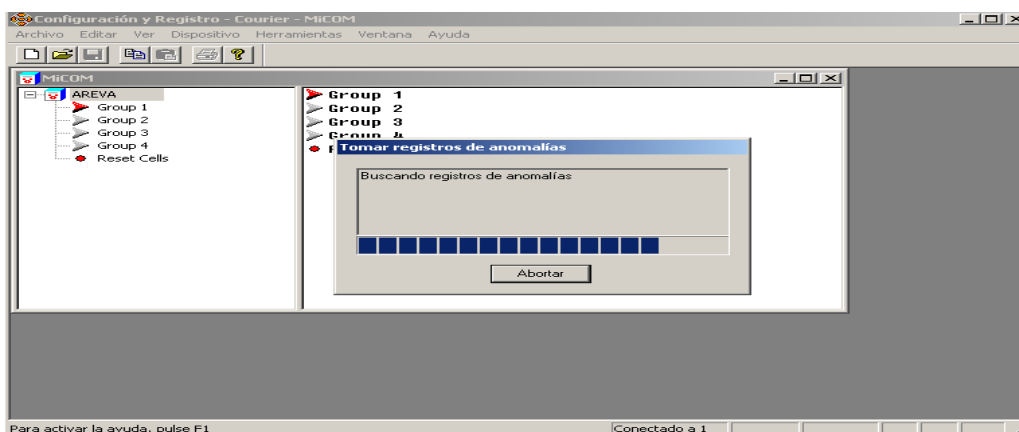 Configuración y Registro - Courier - MiCOM
Archivo Editar Ver Dispositivo Herramientas Ventana Ayuda
MiCOM
AREVA
Group 1
Group 2
Group 3
Group 4
Reset Cells
Group 1
Group 2
Group 3
Group 4
Tomar registros de anomalías
Buscando registros de anomalías
Abortar
Para activar la ayuda, pulse F1
Conectado a 1